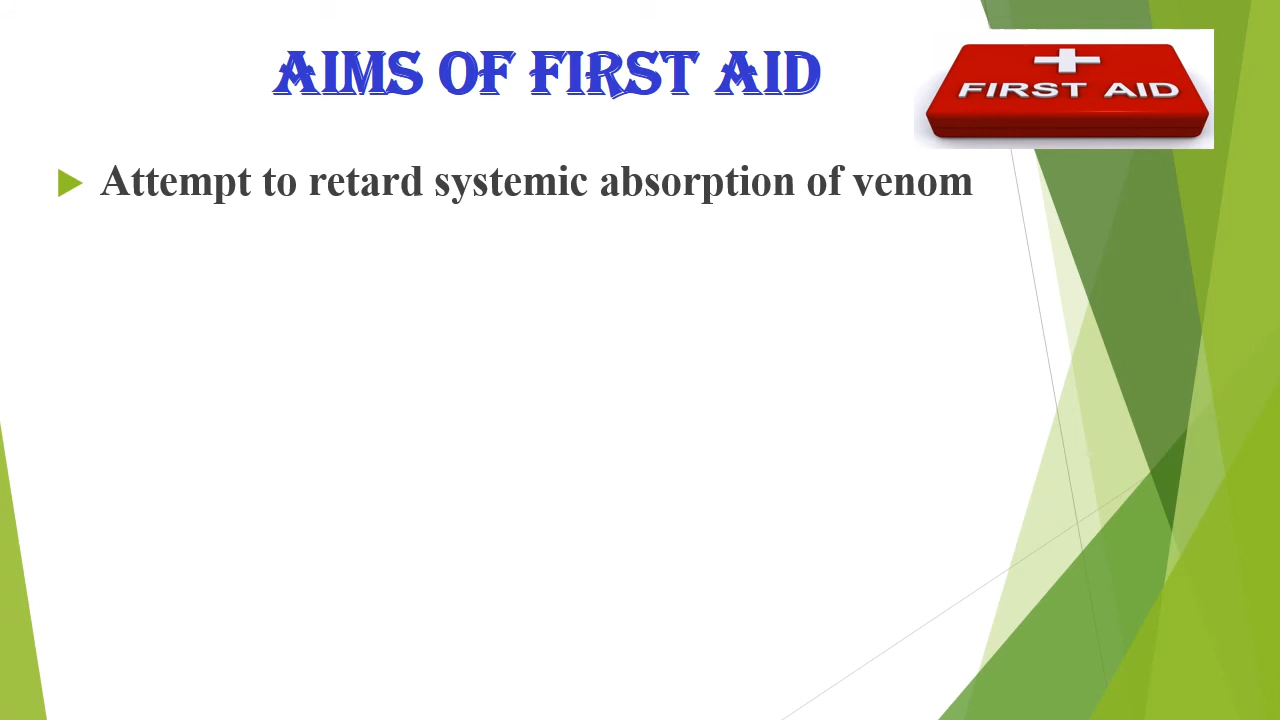 AIMS OF FIRST AID
FIRST AID
Attempt to retard systemic absorption of venom